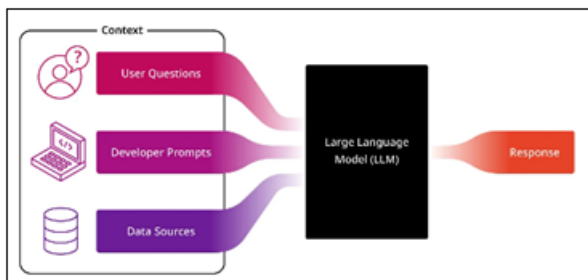 Context
?
User Questions
</>
Developer Prompts
Data Sources
Large Language
Model (LLM)
Response